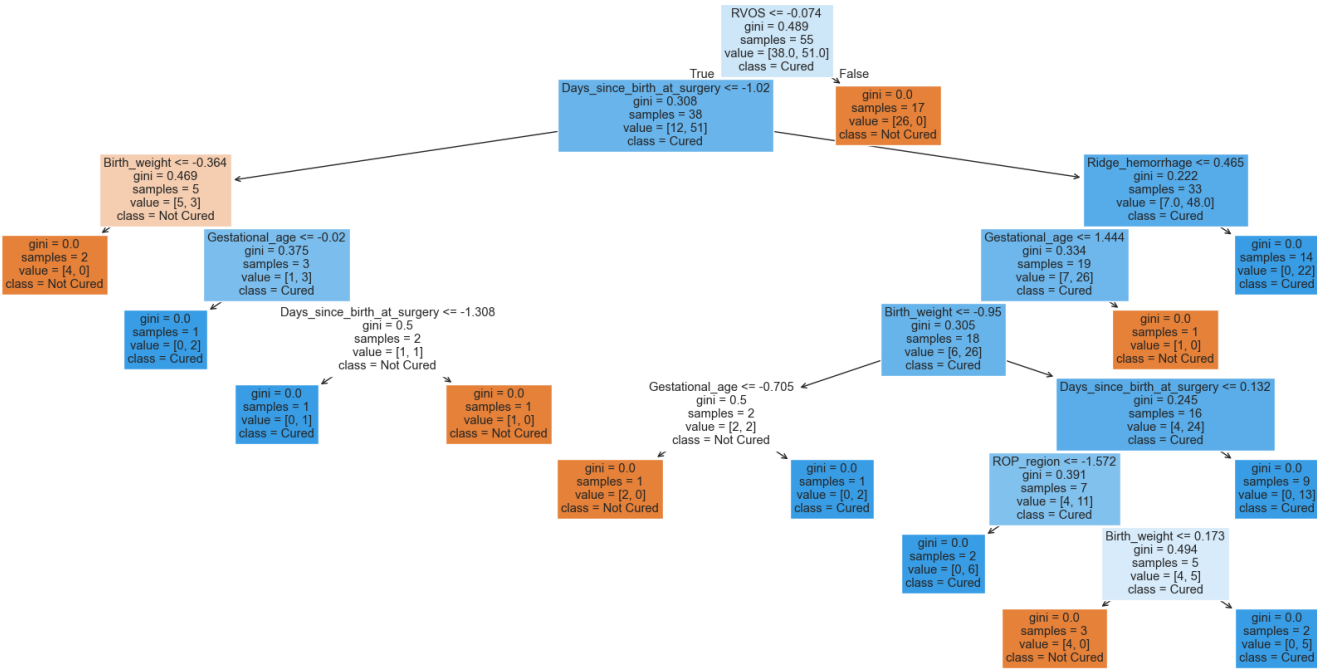 RVOS <= -0.074
gini = 0.489
samples = 55
value = [38.0, 51.0]
class = Cured
True
False
Days_since_birth_at_surgery <= -1.02
gini = 0.308
samples = 38
value = [12, 51]
class = Cured
gini = 0.0
samples = 17
value = [26, 0]
class = Not Cured
Birth_weight <= -0.364
gini = 0.469
samples = 5
value = [5, 3]
class = Not Cured
Ridge_hemorrhage <= 0.465
gini = 0.222
samples = 33
value = [7.0, 48.0]
class = Cured
gini = 0.0
samples = 2
value = [4, 0]
class = Not Cured
Gestational_age <= -0.02
gini = 0.375
samples = 3
value = [1, 3]
class = Cured
Gestational_age <= 1.444
gini = 0.334
samples = 19
value = [7, 26]
class = Cured
gini = 0.0
samples = 14
value = [0, 22]
class = Cured
gini = 0.0
samples = 1
value = [0, 2]
class = Cured
Days_since_birth_at_surgery <= -1.308
gini = 0.5
samples = 2
value = [1, 1]
class = Not Cured
Birth_weight <= -0.95
gini = 0.305
samples = 18
value = [6, 26]
class = Cured
gini = 0.0
samples = 1
value = [1, 0]
class = Not Cured
gini = 0.0
samples = 1
value = [0, 1]
class = Cured
gini = 0.0
samples = 1
value = [1, 0]
class = Not Cured
Gestational_age <= -0.705
gini = 0.5
samples = 2
value = [2, 2]
class = Not Cured
Days_since_birth_at_surgery <= 0.132
gini = 0.245
samples = 16
value = [4, 24]
class = Cured
gini = 0.0
samples = 1
value = [2, 0]
class = Not Cured
gini = 0.0
samples = 1
value = [0, 2]
class = Cured
ROP_region <= -1.572
gini = 0.391
samples = 7
value = [4, 11]
class = Cured
gini = 0.0
samples = 9
value = [0, 13]
class = Cured
gini = 0.0
samples = 2
value = [0, 6]
class = Cured
Birth_weight <= 0.173
gini = 0.494
samples = 5
value = [4, 5]
class = Cured
gini = 0.0
samples = 3
value = [4, 0]
class = Not Cured
gini = 0.0
samples = 2
value = [0, 5]
class = Cured